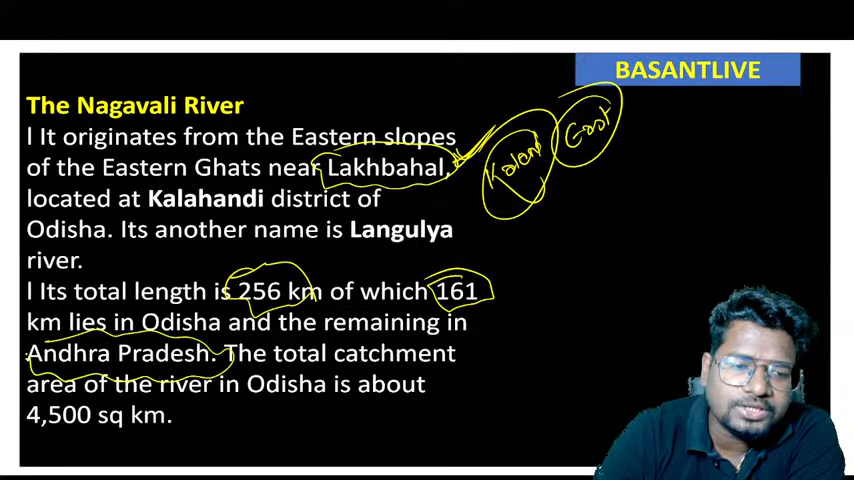 BASANTLIVE
The Nagavali River
l It originates from the Eastern slopes
of the Eastern Ghats near Lakhbahal,
located at Kalahandi district of
Odisha. Its another name is Langulya
river.
l Its total length is 256 km of which 161
km lies in Odisha and the remaining in
Andhra Pradesh. The total catchment
area of the river in Odisha is about
4,500 sq km.